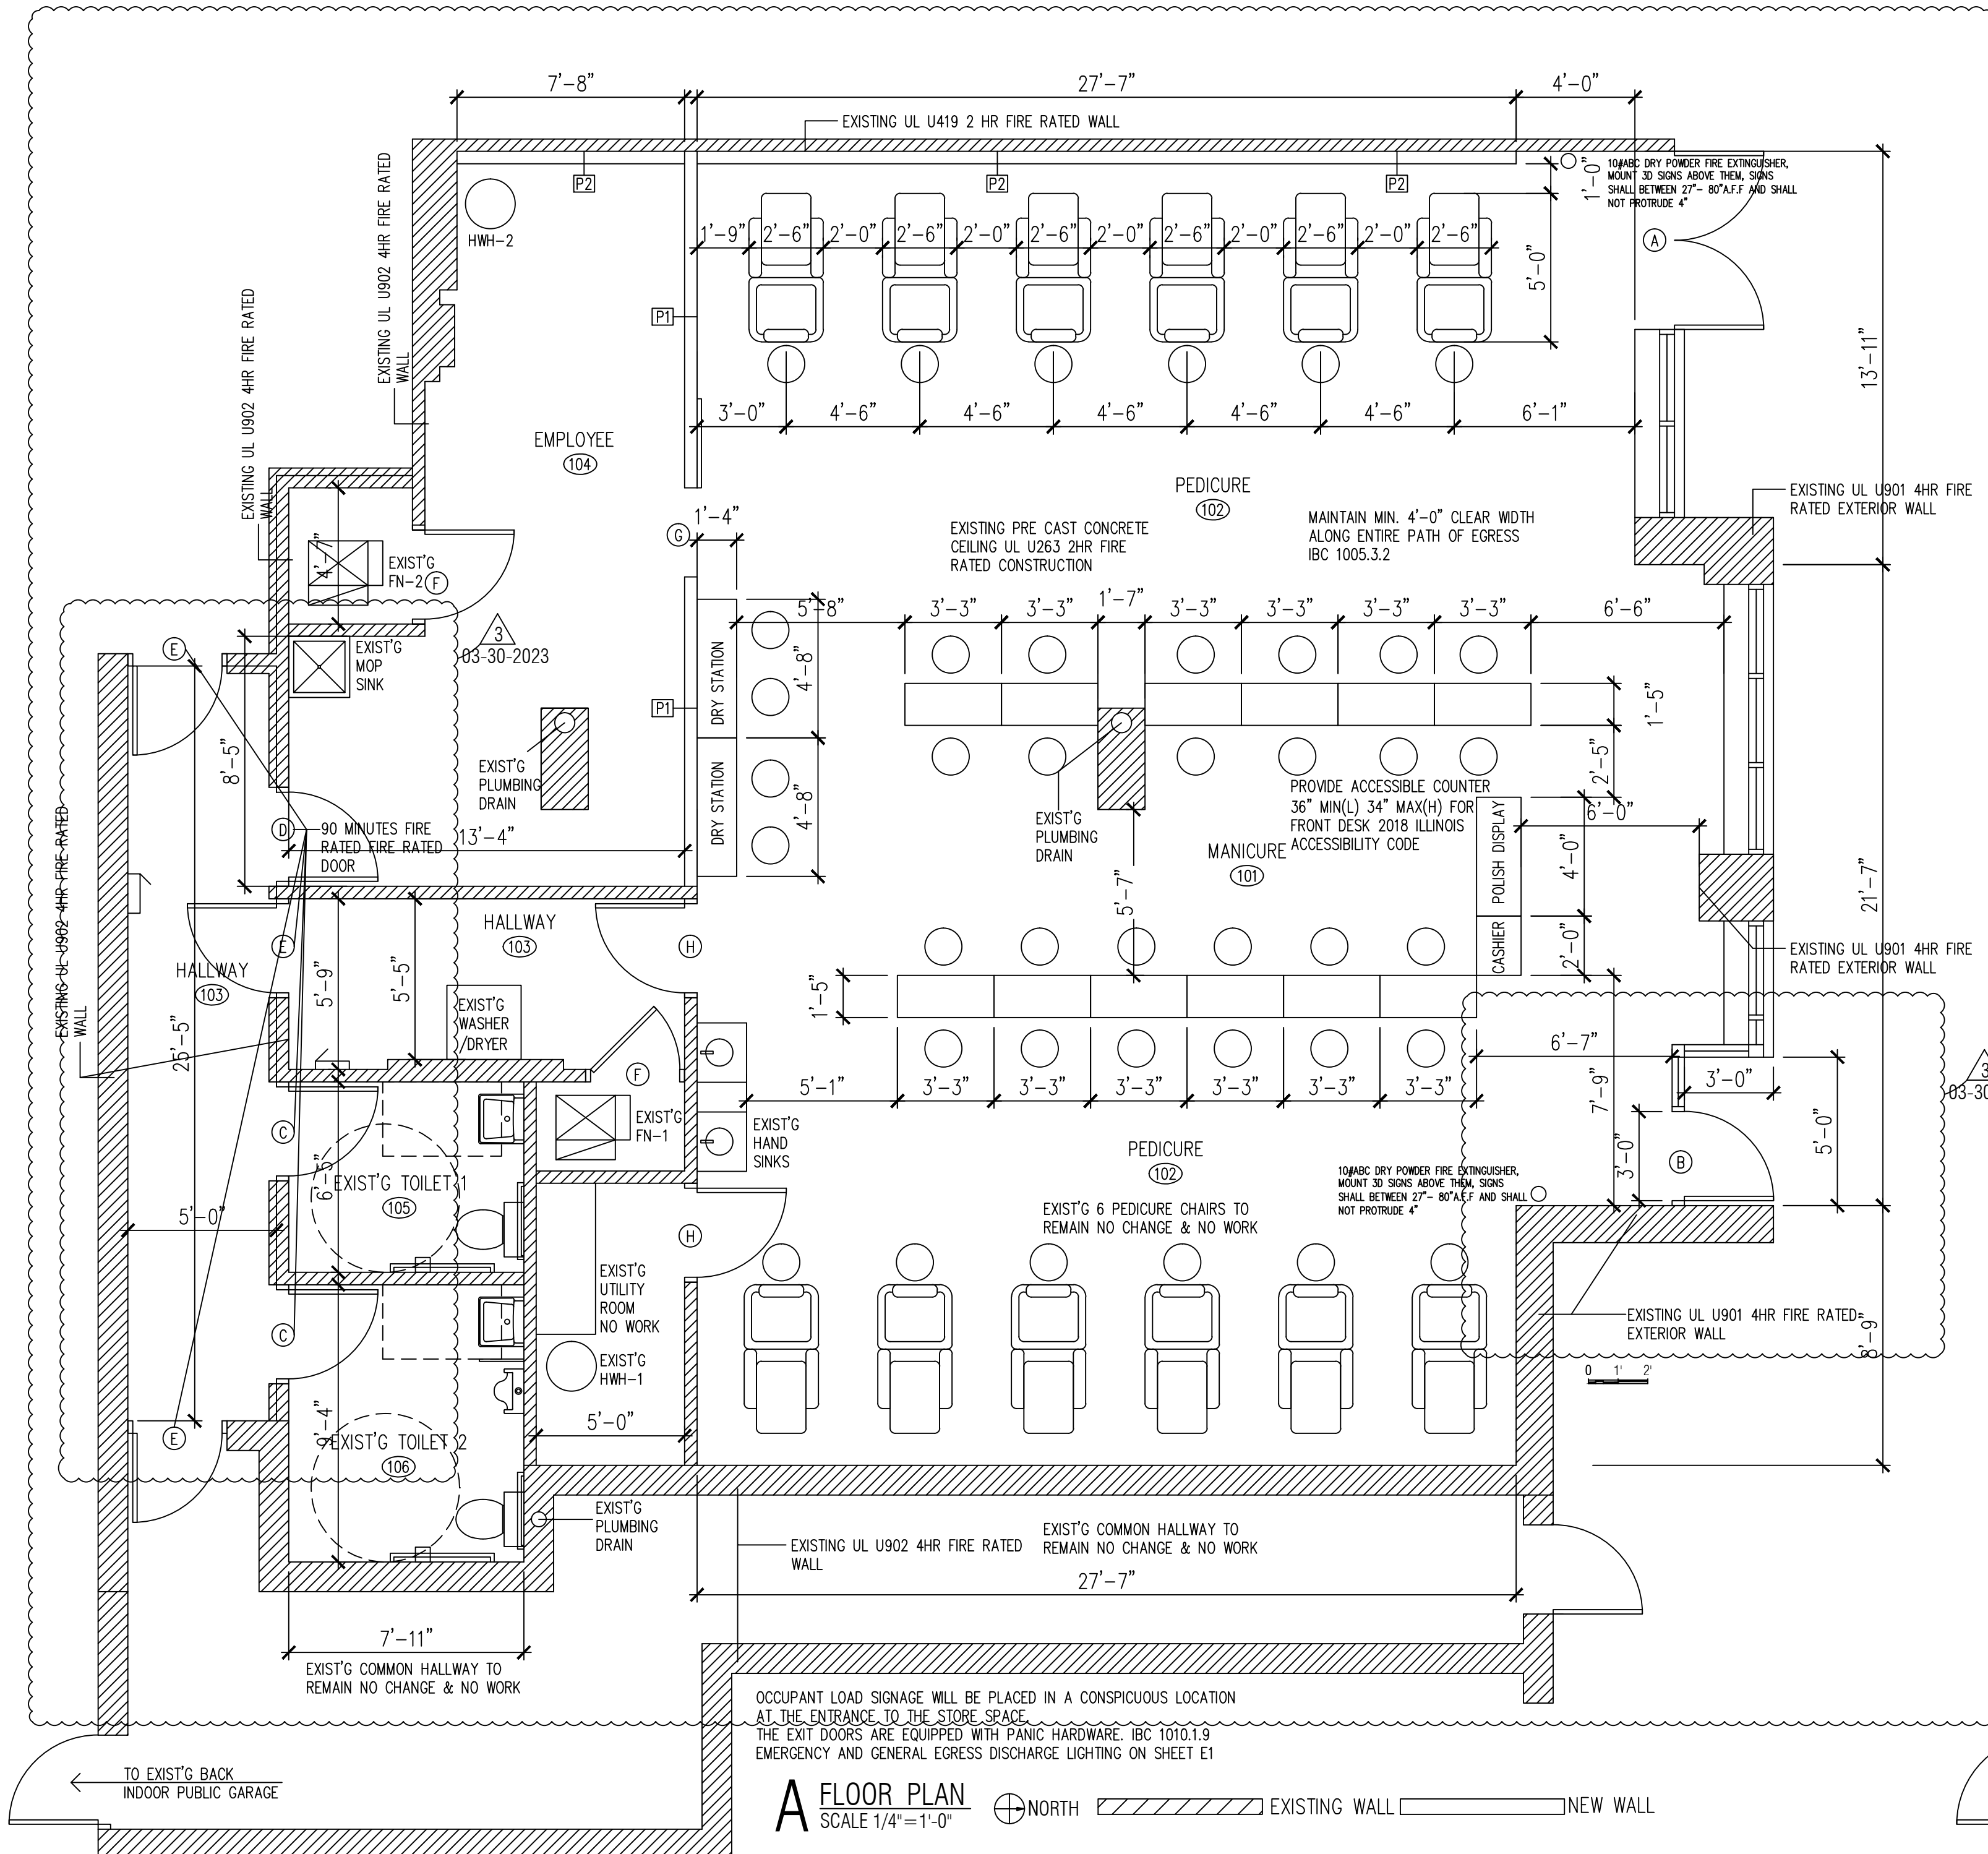 7'-8"
27'-7"
4'-0"
EXISTING UL U419 2 HR FIRE RATED WALL
EXISTING UL U902 4HR FIRE RATED
WALL
EXISTING UL U902 4HR FIRE RATED
WALL
P2
P2
P2
1'-0"
10#ABC DRY POWDER FIRE EXTINGUISHER,
MOUNT 3D SIGNS ABOVE THEM, SIGNS
SHALL BETWEEN 27"- 80"A.F.F AND SHALL
NOT PROTRUDE 4"
HWH-2
1'-9" 2'-6" 2'-0" 2'-6" 2'-0" 2'-6" 2'-0" 2'-6" 2'-0" 2'-6" 2'-0" 2'-6"
5'-0"
A
P1
13'-11"
3'-0" 4'-6" 4'-6" 4'-6" 4'-6" 4'-6" 6'-1"
EMPLOYEE
104
PEDICURE
102
EXISTING UL U901 4HR FIRE
RATED EXTERIOR WALL
1'-4"
G
EXISTING PRE CAST CONCRETE
CEILING UL U263 2HR FIRE
RATED CONSTRUCTION
MAINTAIN MIN. 4'-0" CLEAR WIDTH
ALONG ENTIRE PATH OF EGRESS
IBC 1005.3.2
4'-7"
EXIST'G
FN-2
F
5'-8" 3'-3" 3'-3" 1'-7" 3'-3" 3'-3" 3'-3" 3'-3" 6'-6"
3
03-30-2023
E
EXIST'G
MOP
SINK
DRY STATION
4'-8"
P1
1'-5"
8'-5"
EXIST'G
PLUMBING
DRAIN
DRY STATION
4'-8"
2'-5"
EXIST'G
PLUMBING
DRAIN
PROVIDE ACCESSIBLE COUNTER
36" MIN(L) 34" MAX(H) FOR
FRONT DESK 2018 ILLINOIS
ACCESSIBILITY CODE
POLISH DISPLAY
6'-0"
4'-0"
D
90 MINUTES FIRE
RATED FIRE RATED
DOOR
13'-4"
MANICURE
101
5'-7"
21'-7"
EXISTING UL U902 4HR FIRE RATED
WALL
HALLWAY
103
E
HALLWAY
103
H
CASHIER
2'-0"
EXISTING UL U901 4HR FIRE
RATED EXTERIOR WALL
5'-9"
5'-5"
25'-5"
EXIST'G
WASHER
/DRYER
1'-5"
6'-7"
F
5'-1" 3'-3" 3'-3" 3'-3" 3'-3" 3'-3" 3'-3"
7'-9"
3'-0"
3
03-30
C
EXIST'G
FN-1
EXIST'G
HAND
SINKS
5'-0"
3'-0"
B
6'-5"
EXIST'G TOILET 1
105
5'-0"
PEDICURE
102
10#ABC DRY POWDER FIRE EXTINGUISHER,
MOUNT 3D SIGNS ABOVE THEM, SIGNS
SHALL BETWEEN 27"- 80"A.F.F AND SHALL
NOT PROTRUDE 4"
EXIST'G 6 PEDICURE CHAIRS TO
REMAIN NO CHANGE & NO WORK
H
EXIST'G
UTILITY
ROOM
NO WORK
C
EXISTING UL U901 4HR FIRE RATED
EXTERIOR WALL
8'-9"
EXIST'G
HWH-1
0 1' 2'
E
9'-4"
EXIST'G TOILET 2
106
5'-0"
EXIST'G
PLUMBING
DRAIN
EXISTING UL U902 4HR FIRE RATED
WALL
EXIST'G COMMON HALLWAY TO
REMAIN NO CHANGE & NO WORK
27'-7"
7'-11"
EXIST'G COMMON HALLWAY TO
REMAIN NO CHANGE & NO WORK
OCCUPANT LOAD SIGNAGE WILL BE PLACED IN A CONSPICUOUS LOCATION
AT THE ENTRANCE TO THE STORE SPACE.
THE EXIT DOORS ARE EQUIPPED WITH PANIC HARDWARE. IBC 1010.1.9
EMERGENCY AND GENERAL EGRESS DISCHARGE LIGHTING ON SHEET E1
TO EXIST'G BACK
INDOOR PUBLIC GARAGE
A FLOOR PLAN
SCALE 1/4"=1'-0"
NORTH
EXISTING WALL
NEW WALL